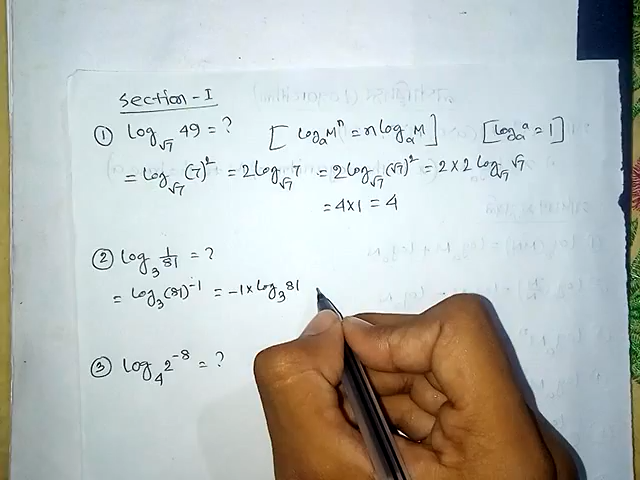 Section - I
① log_√7 49 = ? [log_a M^n = n log_a M] [log_a a = 1]
= log_√7 (7)^2 = 2 log_√7 7 = 2 log_√7 (√7)^2 = 2 × 2 log_√7 √7
= 4 × 1 = 4
② log_3 1/81 = ?
= log_3 (81)^-1 = -1 × log_3 81
③ log_4 2^-8 = ?